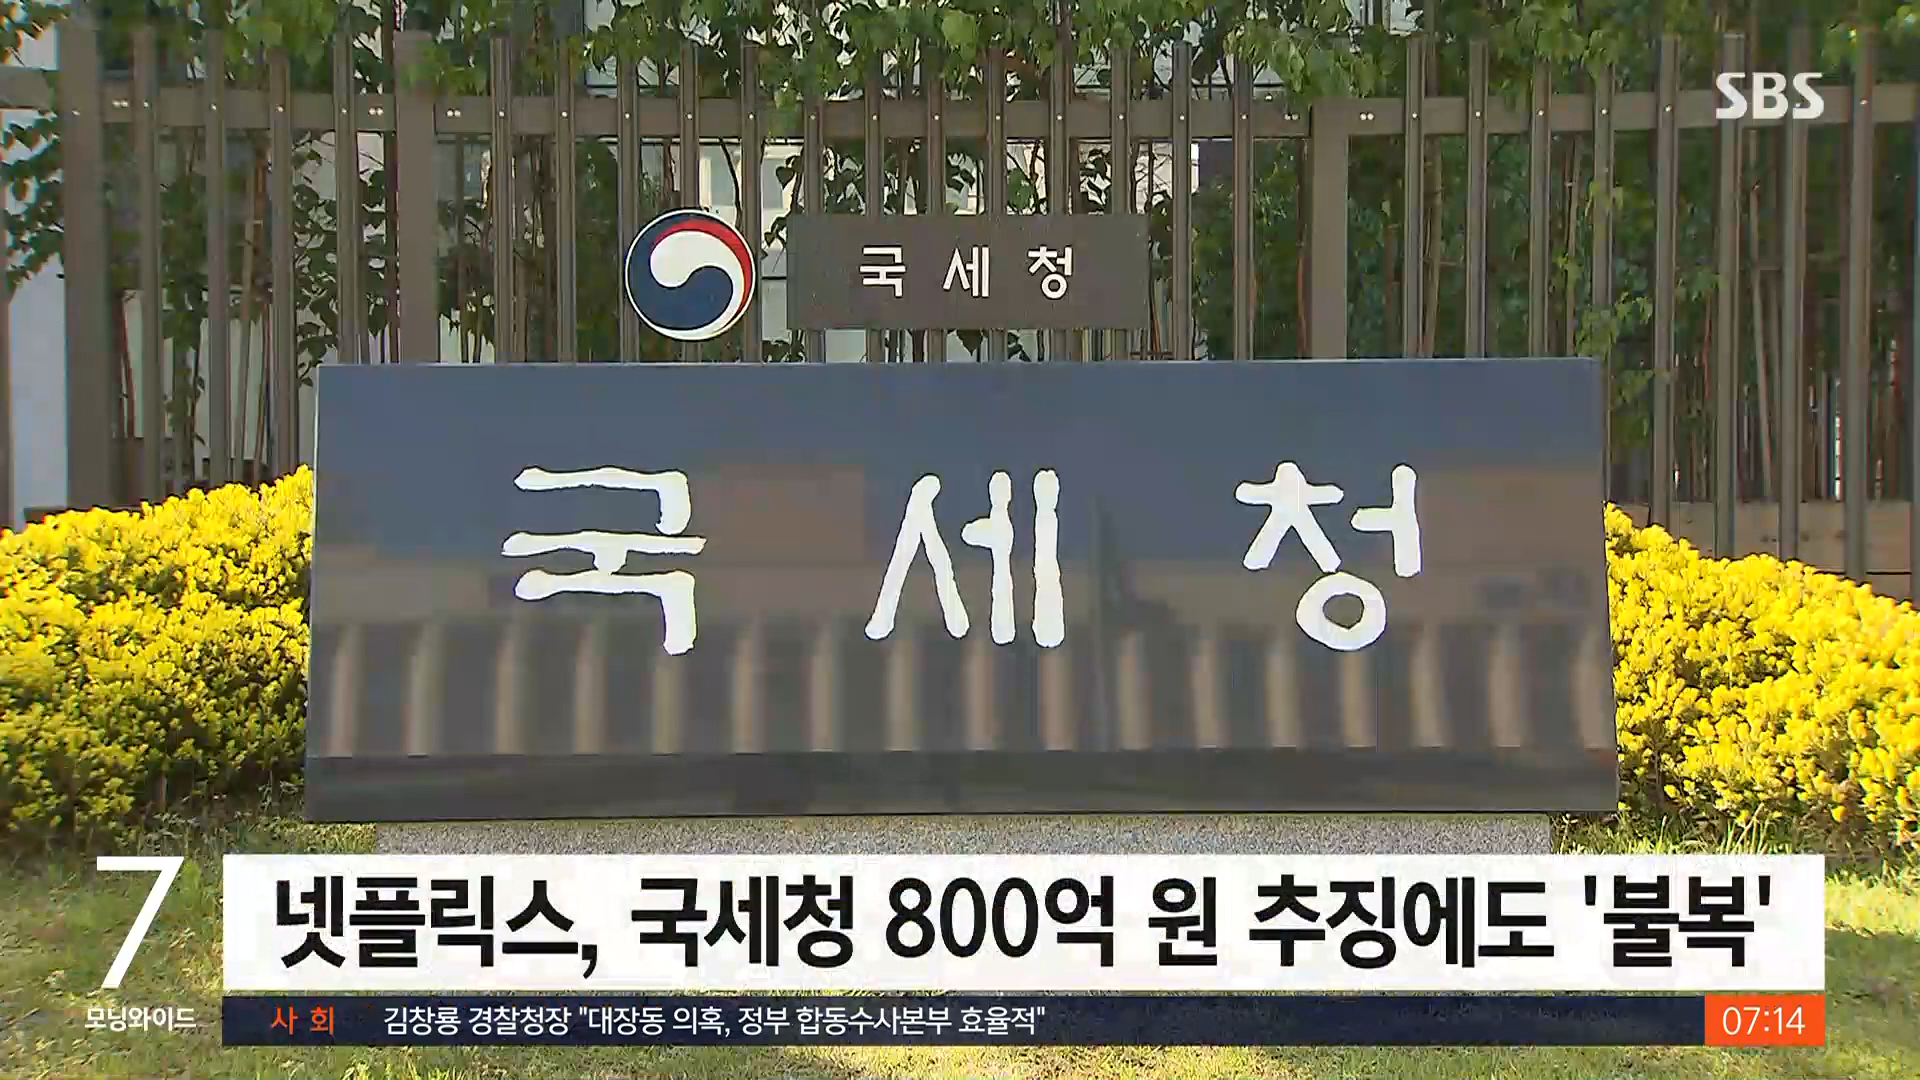 SBS
국세청
국세청
7
넷플릭스, 국세청 800억 원 추징에도 '불복'
모닝와이드
사회 김창룡 경찰청장 "대장동 의혹, 정부 합동수사본부 효율적" 07:14